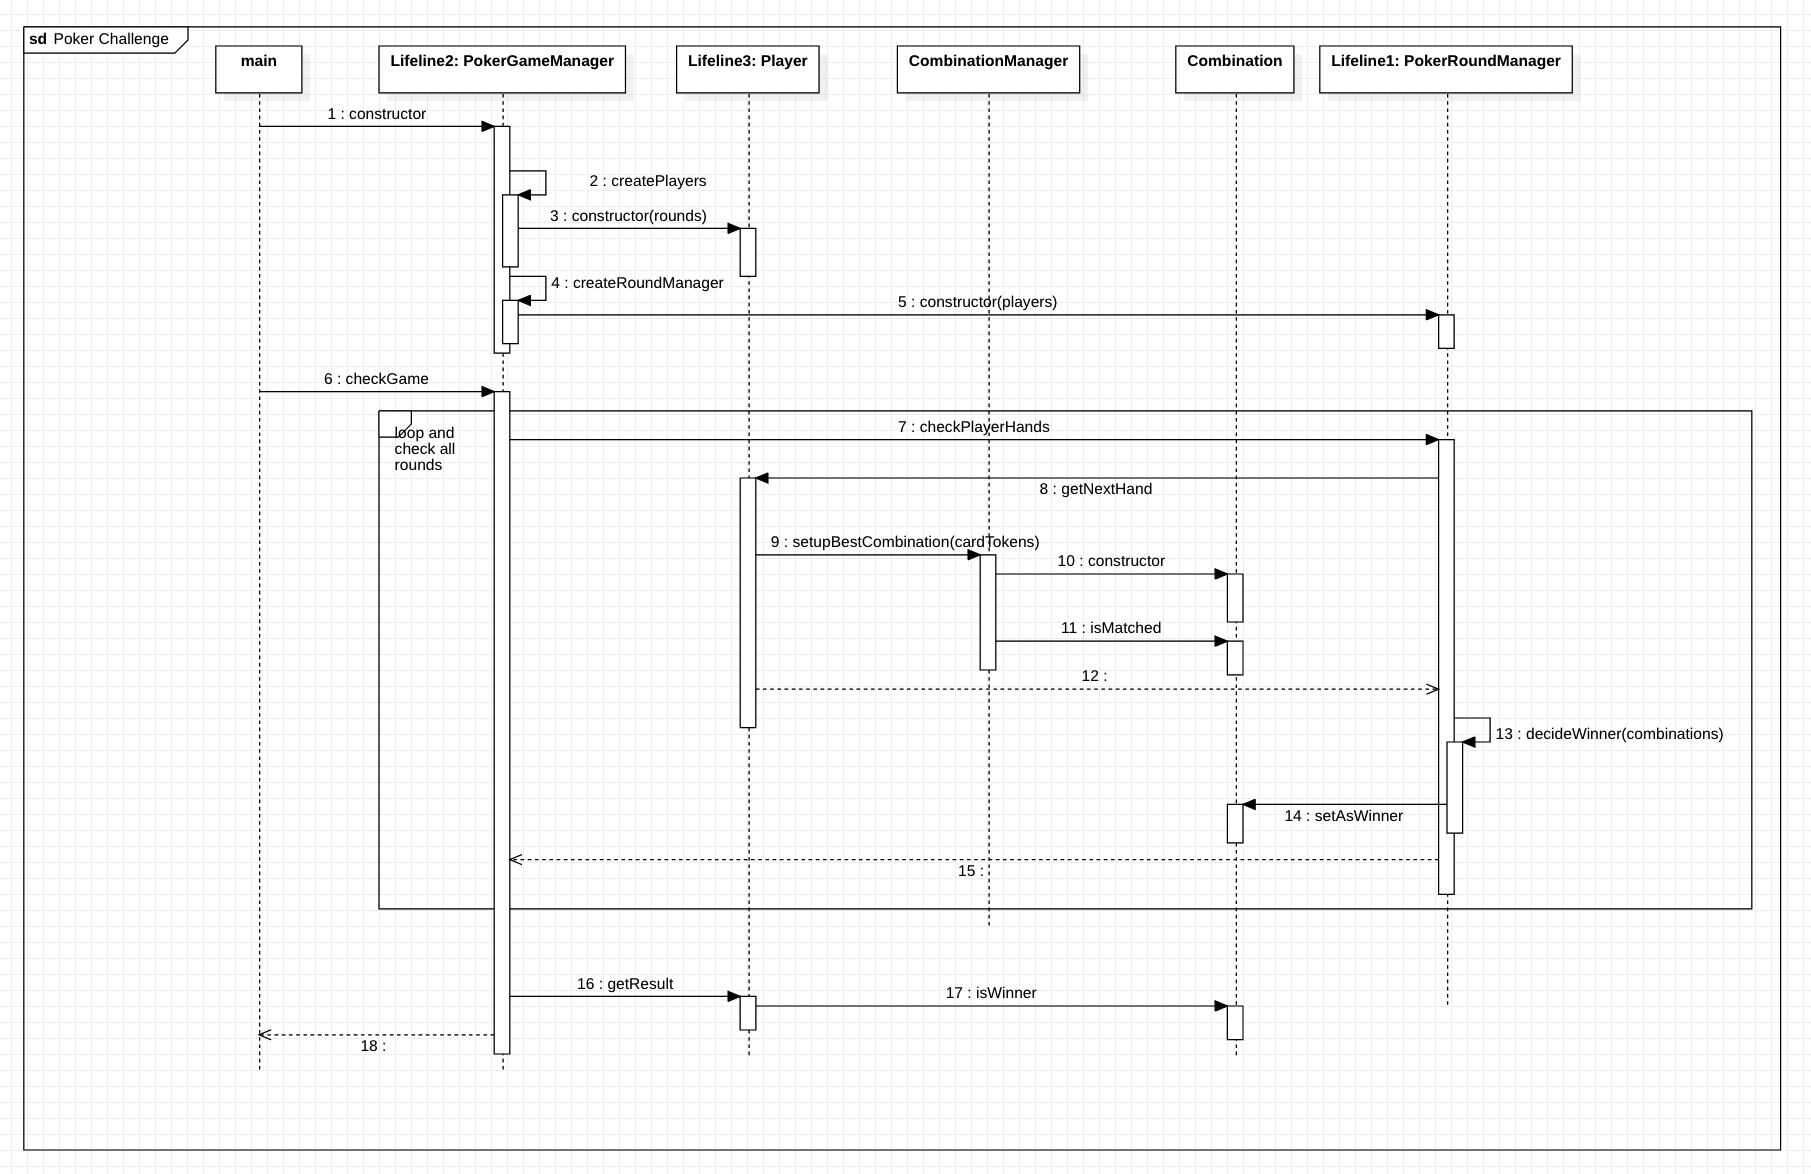 sd Poker Challenge
main
Lifeline2: PokerGameManager
Lifeline3: Player
CombinationManager
Combination
Lifeline1: PokerRoundManager
1 : constructor
2 : createPlayers
3 : constructor(rounds)
4 : createRoundManager
5 : constructor(players)
6 : checkGame
loop and
check all
rounds
7 : checkPlayerHands
8 : getNextHand
9 : setupBestCombination(cardTokens)
10 : constructor
11 : isMatched
12 :
13 : decideWinner(combinations)
14 : setAsWinner
15 :
16 : getResult
17 : isWinner
18 :